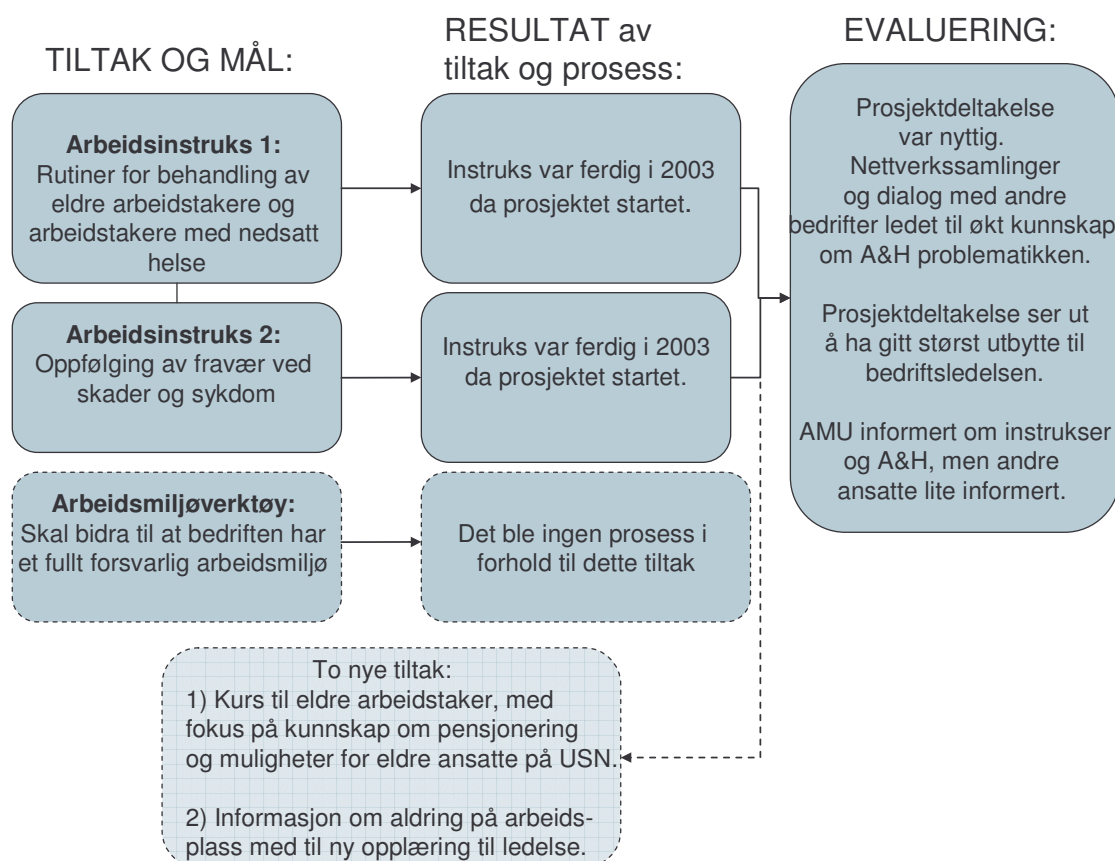 TILTAK OG MÅL:
RESULTAT av
tiltak og prosess:
EVALUERING:
Arbeidsinstruks 1:
Rutiner for behandling av
eldre arbeidstakere og
arbeidstakere med nedsatt
helse
Instruks var ferdig i 2003
da prosjektet startet.
Arbeidsinstruks 2:
Oppfølging av fravær ved
skader og sykdom
Instruks var ferdig i 2003
da prosjektet startet.
Arbeidsmiljøverktøy:
Skal bidra til at bedriften har
et fullt forsvarlig arbeidsmiljø
Det ble ingen prosess i
forhold til dette tiltak
Prosjektdeltakelse
var nyttig.
Nettverkssamlinger
og dialog med andre
bedrifter ledet til økt kunnskap
om A&H problematikken.
Prosjektdeltakelse ser ut
å ha gitt størst utbytte til
bedriftsledelsen.
AMU informert om instrukser
og A&H, men andre
ansatte lite informert.
To nye tiltak:
1) Kurs til eldre arbeidstaker, med
fokus på kunnskap om pensjonering
og muligheter for eldre ansatte på USN.
2) Informasjon om aldring på arbeids-
plass med til ny opplæring til ledelse.